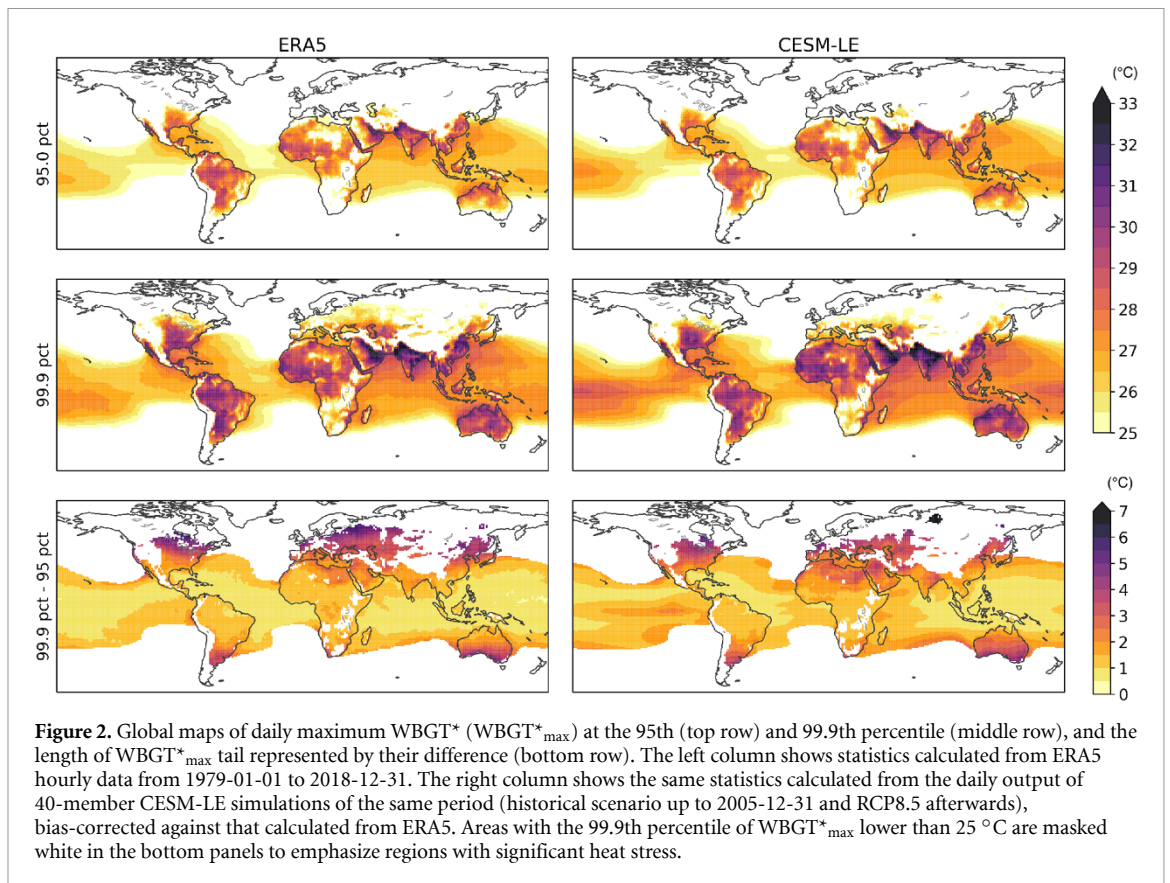 ERA5
CESM-LE
95.0 pct
(°C)
33
32
31
30
29
28
27
26
25
99.9 pct
99.9 pct - 95 pct
(°C)
7
6
5
4
3
2
1
0
Figure 2. Global maps of daily maximum WBGT* (WBGT*max) at the 95th (top row) and 99.9th percentile (middle row), and the
length of WBGT*max tail represented by their difference (bottom row). The left column shows statistics calculated from ERA5
hourly data from 1979-01-01 to 2018-12-31. The right column shows the same statistics calculated from the daily output of
40-member CESM-LE simulations of the same period (historical scenario up to 2005-12-31 and RCP8.5 afterwards),
bias-corrected against that calculated from ERA5. Areas with the 99.9th percentile of WBGT*max lower than 25 °C are masked
white in the bottom panels to emphasize regions with significant heat stress.